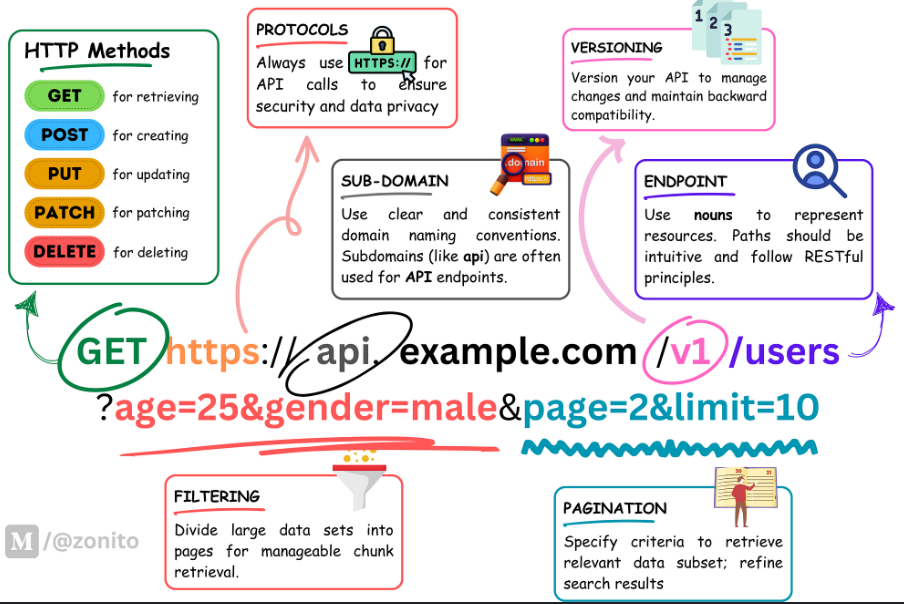 HTTP Methods
GET for retrieving
POST for creating
PUT for updating
PATCH for patching
DELETE for deleting
PROTOCOLS
Always use HTTPS:// for
API calls to ensure
security and data privacy
VERSIONING
1
2
3
Version your API to manage
changes and maintain backward
compatibility.
SUB-DOMAIN
www
.domain
https://
Use clear and consistent
domain naming conventions.
Subdomains (like api) are often
used for API endpoints.
ENDPOINT
Use nouns to represent
resources. Paths should be
intuitive and follow RESTful
principles.
GET https://api.example.com/v1/users
?age=25&gender=male&page=2&limit=10
FILTERING
Divide large data sets into
pages for manageable chunk
retrieval.
PAGINATION
Specify criteria to retrieve
relevant data subset; refine
search results
M/@zonito